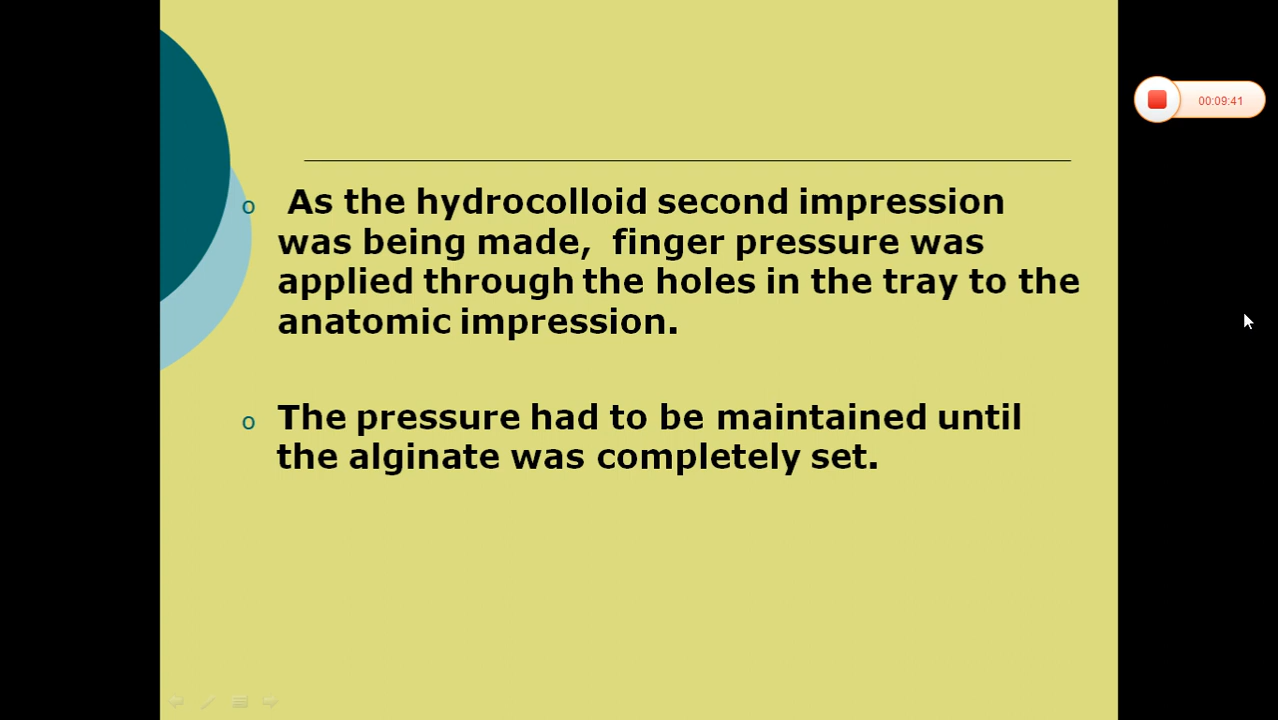 00:09:41
o As the hydrocolloid second impression
was being made, finger pressure was
applied through the holes in the tray to the
anatomic impression.
o The pressure had to be maintained until
the alginate was completely set.